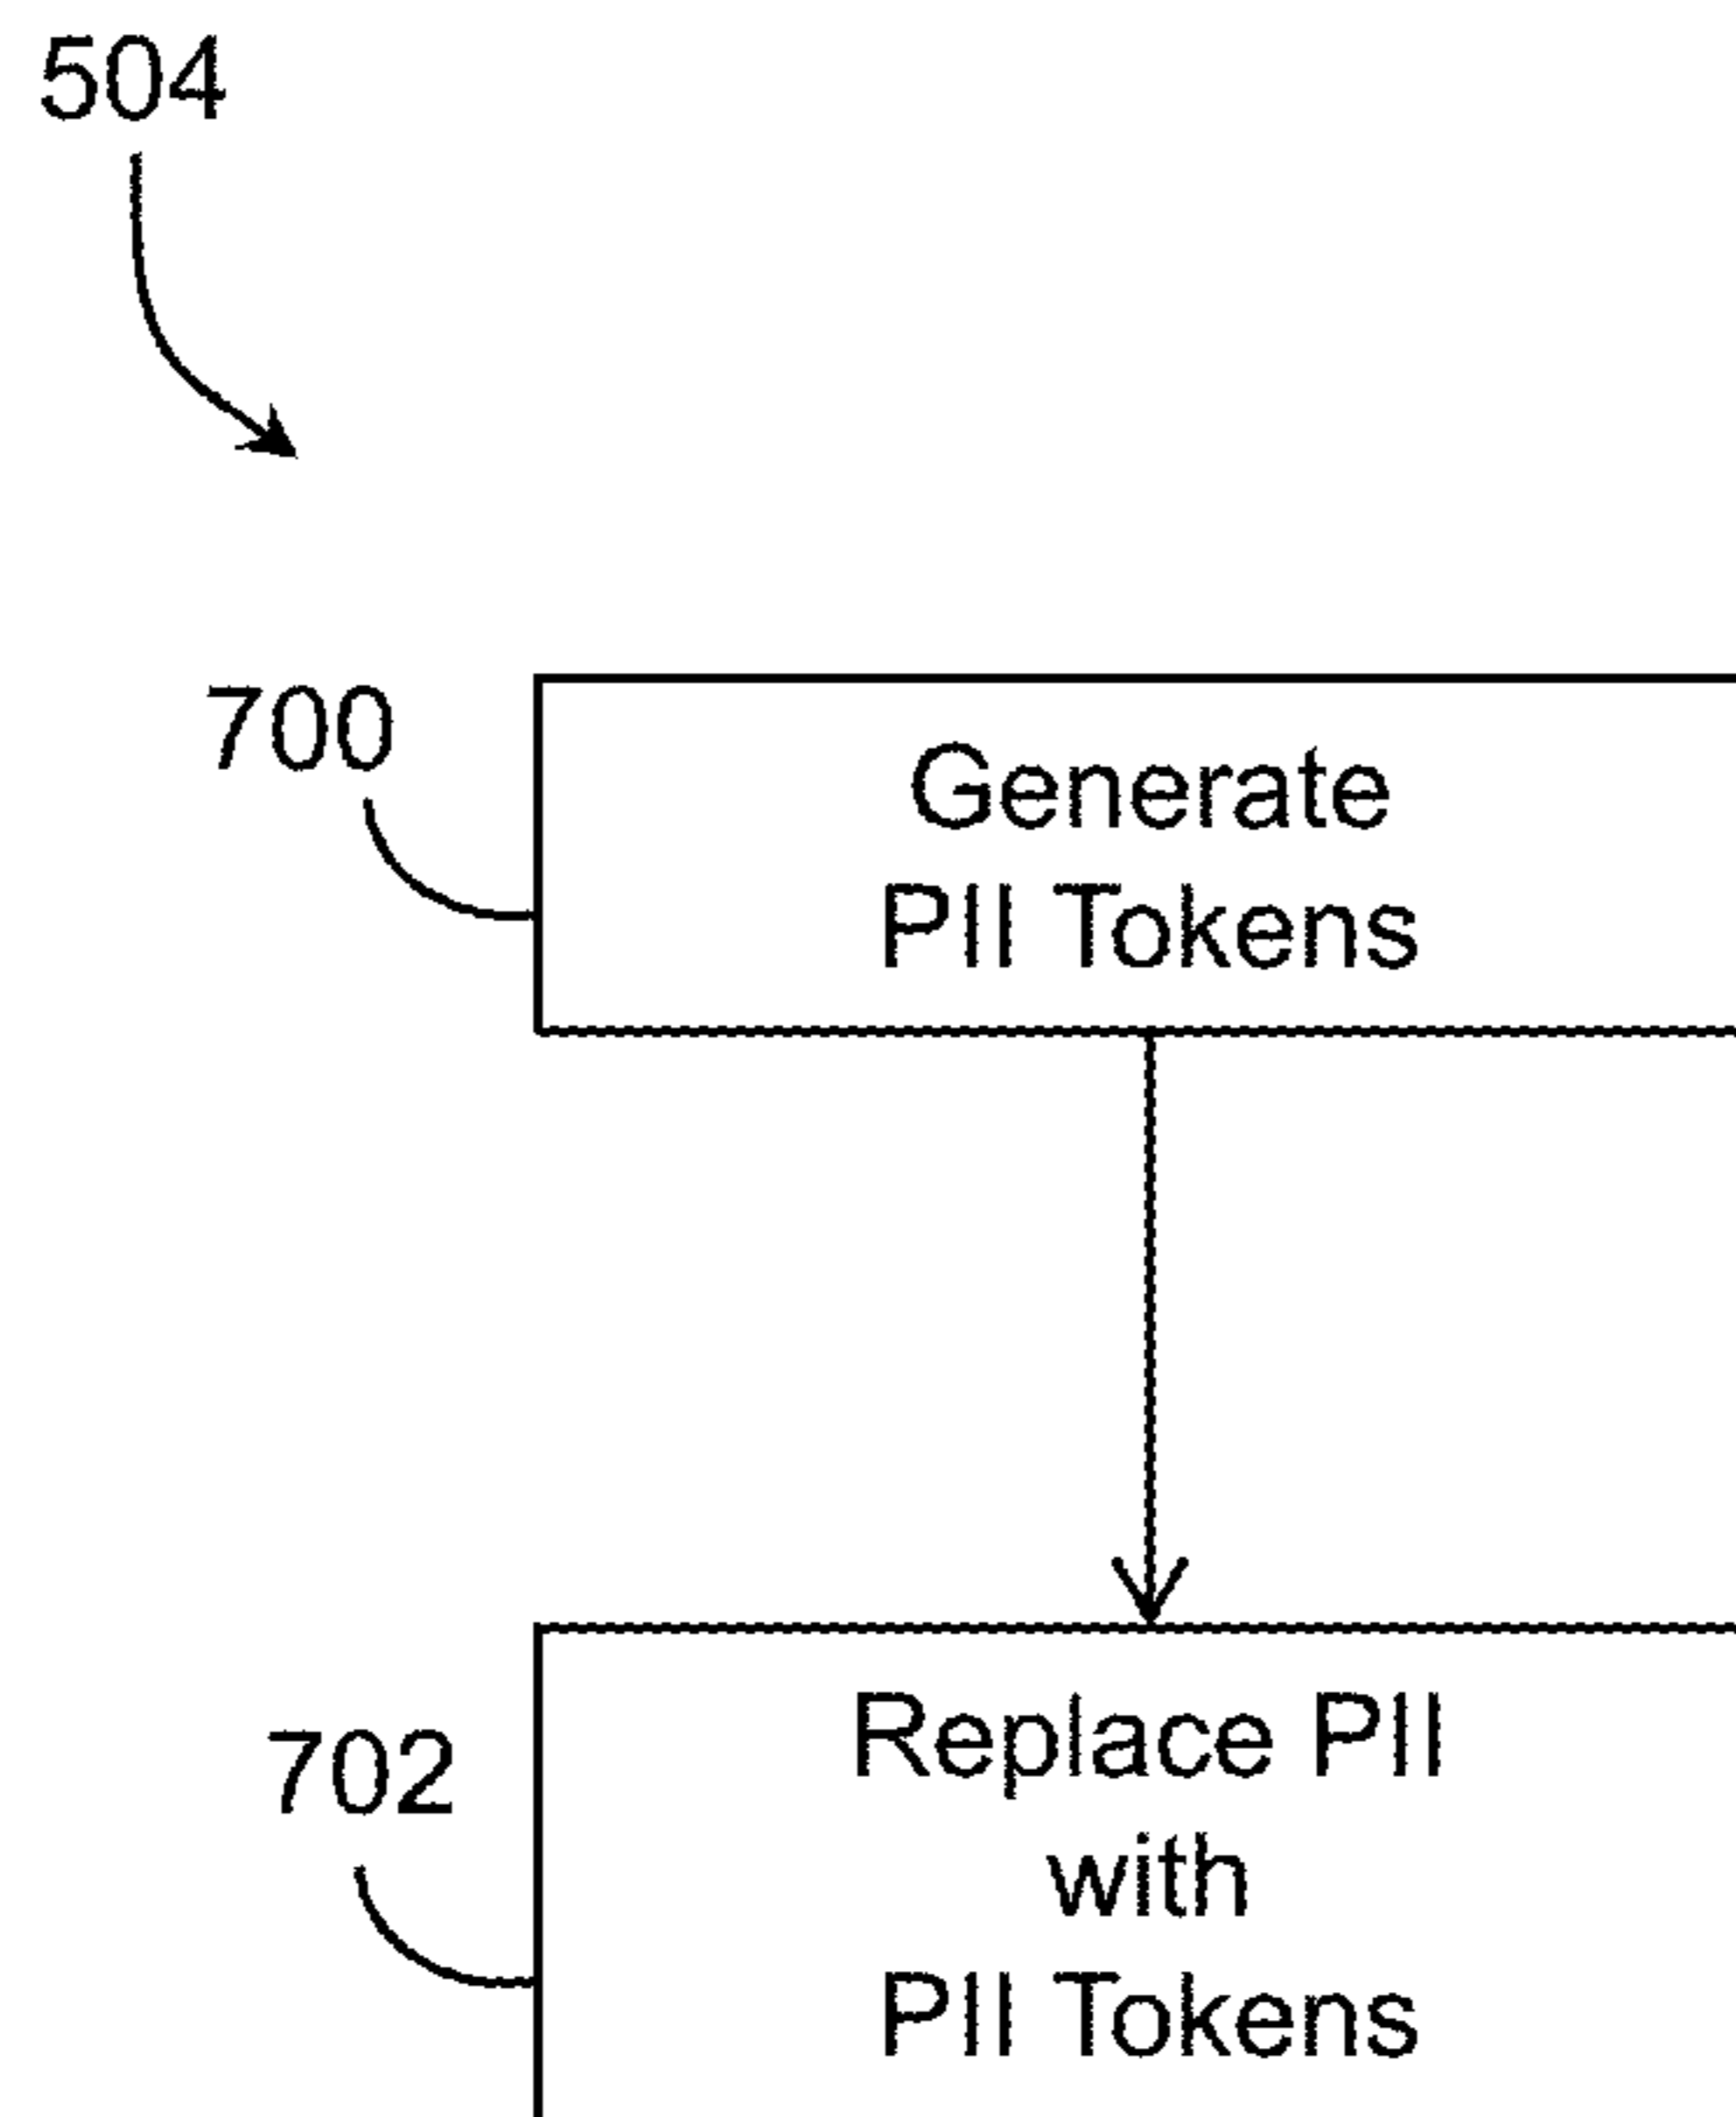 504
700
Generate
PII Tokens
702
Replace PII
with
PII Tokens